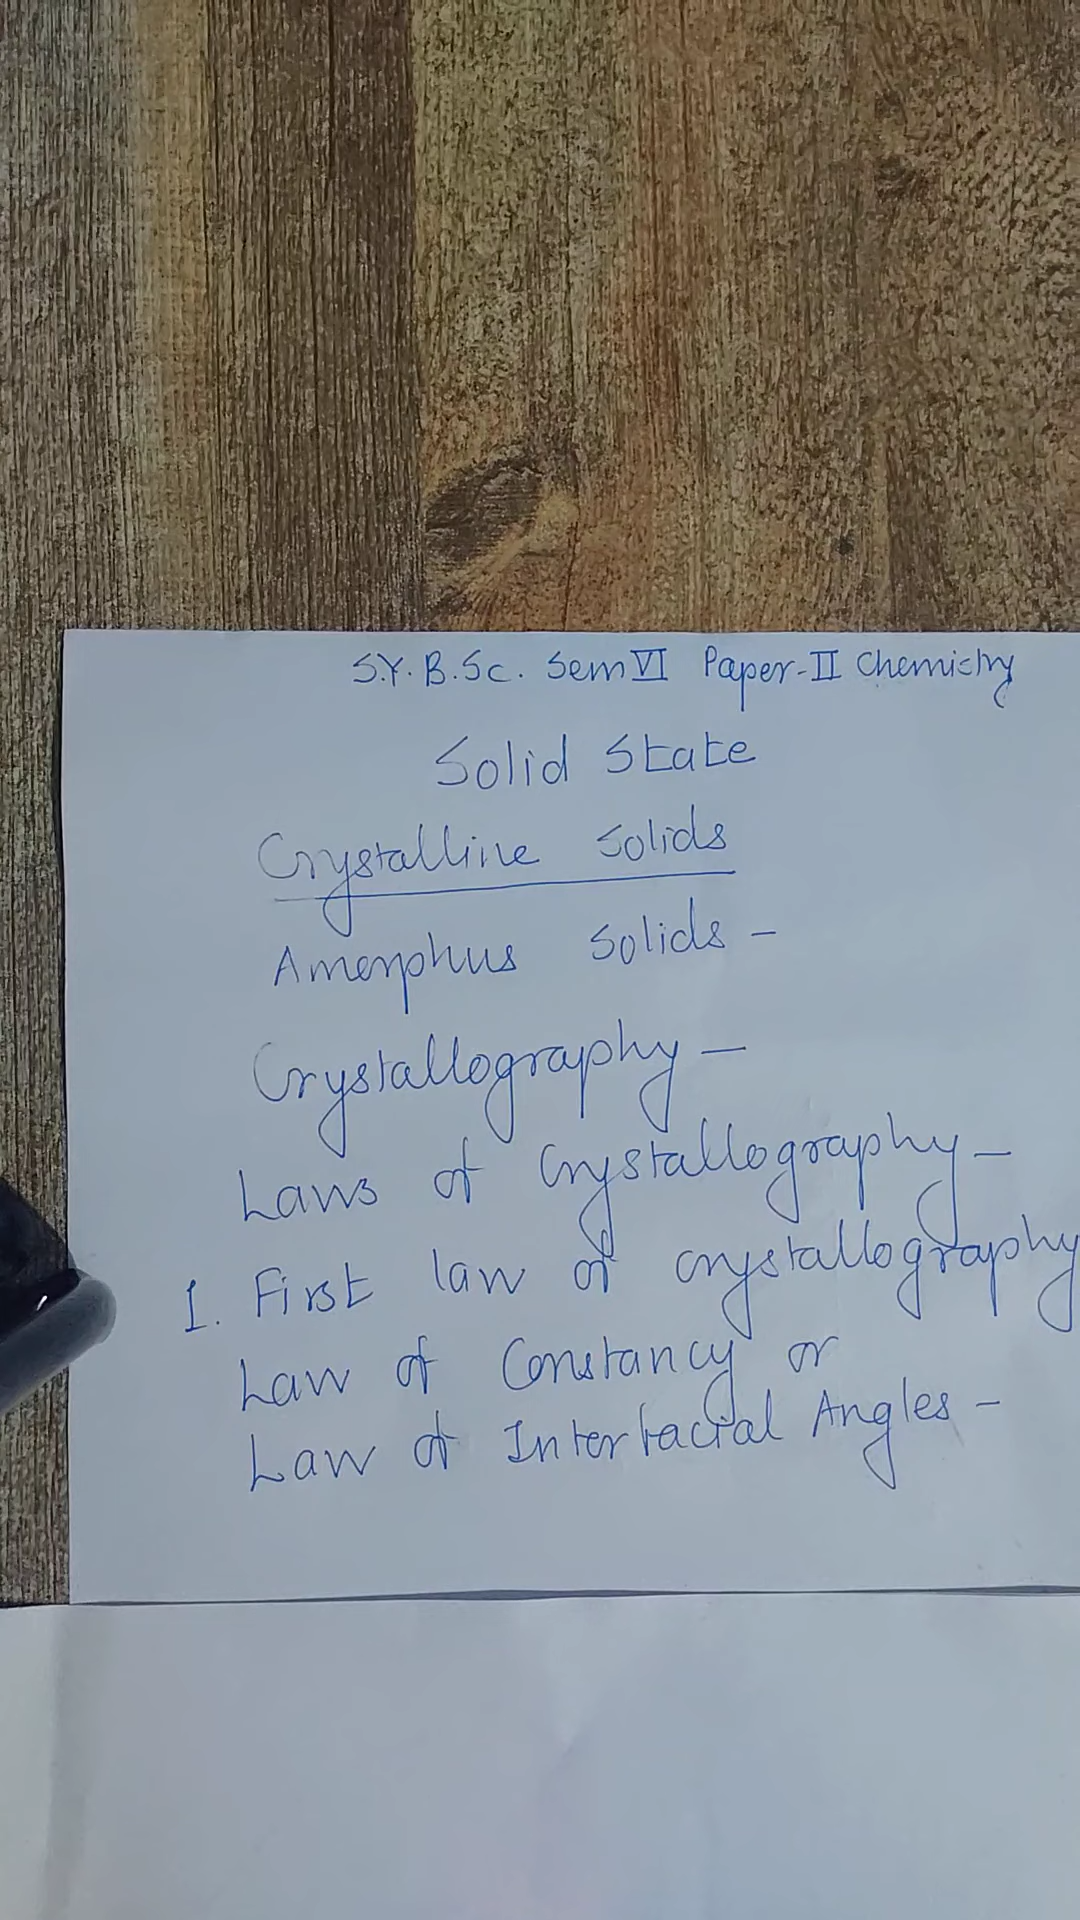 S.Y.B.Sc. Sem VI Paper-II Chemistry
Solid State
Crystalline Solids
Amorphus Solids -
Crystallography -
Laws of Crystallography -
1. First law of crystallography
Law of Constancy or
Law of Interfacial Angles -